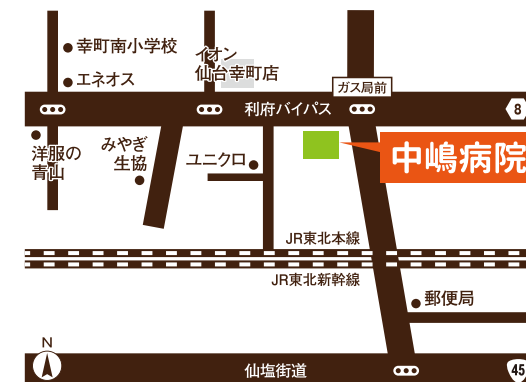 幸町南小学校
エネオス
イオン
仙台幸町店
ガス局前
利府バイパス
8
洋服の
青山
みやぎ
生協
ユニクロ
中嶋病院
JR東北本線
JR東北新幹線
郵便局
N
仙塩街道
45